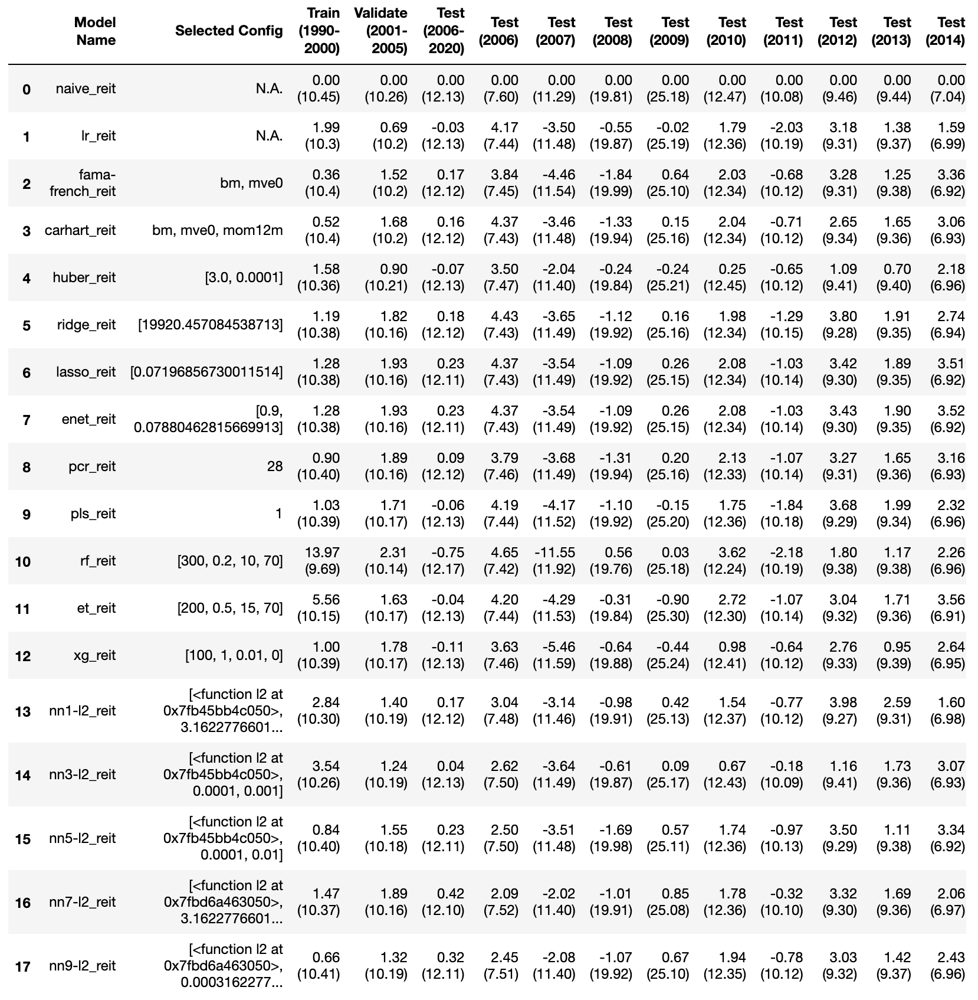 Model Name Selected Config Train (1990-2000) Validate (2001-2005) Test (2006-2020) Test (2006) Test (2007) Test (2008) Test (2009) Test (2010) Test (2011) Test (2012) Test (2013) Test (2014)
0 naive_reit N.A. 0.00 (10.45) 0.00 (10.26) 0.00 (12.13) 0.00 (7.60) 0.00 (11.29) 0.00 (19.81) 0.00 (25.18) 0.00 (12.47) 0.00 (10.08) 0.00 (9.46) 0.00 (9.44) 0.00 (7.04)
1 lr_reit N.A. 1.99 (10.3) 0.69 (10.2) -0.03 (12.13) 4.17 (7.44) -3.50 (11.48) -0.55 (19.87) -0.02 (25.19) 1.79 (12.36) -2.03 (10.19) 3.18 (9.31) 1.38 (9.37) 1.59 (6.99)
2 fama-french_reit bm, mve0 0.36 (10.4) 1.52 (10.2) 0.17 (12.12) 3.84 (7.45) -4.46 (11.54) -1.84 (19.99) 0.64 (25.10) 2.03 (12.34) -0.68 (10.12) 3.28 (9.31) 1.25 (9.38) 3.36 (6.92)
3 carhart_reit bm, mve0, mom12m 0.52 (10.4) 1.68 (10.2) 0.16 (12.12) 4.37 (7.43) -3.46 (11.48) -1.33 (19.94) 0.15 (25.16) 2.04 (12.34) -0.71 (10.12) 2.65 (9.34) 1.65 (9.36) 3.06 (6.93)
4 huber_reit [3.0, 0.0001] 1.58 (10.36) 0.90 (10.21) -0.07 (12.13) 3.50 (7.47) -2.04 (11.40) -0.24 (19.84) -0.24 (25.21) 0.25 (12.45) -0.65 (10.12) 1.09 (9.41) 0.70 (9.40) 2.18 (6.96)
5 ridge_reit [19920.457084538713] 1.19 (10.38) 1.82 (10.16) 0.18 (12.12) 4.43 (7.43) -3.65 (11.49) -1.12 (19.92) 0.16 (25.16) 1.98 (12.34) -1.29 (10.15) 3.80 (9.28) 1.91 (9.35) 2.74 (6.94)
6 lasso_reit [0.07196856730011514] 1.28 (10.38) 1.93 (10.16) 0.23 (12.11) 4.37 (7.43) -3.54 (11.49) -1.09 (19.92) 0.26 (25.15) 2.08 (12.34) -1.03 (10.14) 3.42 (9.30) 1.89 (9.35) 3.51 (6.92)
7 enet_reit [0.9, 0.07880462815669913] 1.28 (10.38) 1.93 (10.16) 0.23 (12.11) 4.37 (7.43) -3.54 (11.49) -1.09 (19.92) 0.26 (25.15) 2.08 (12.34) -1.03 (10.14) 3.43 (9.30) 1.90 (9.35) 3.52 (6.92)
8 pcr_reit 28 0.90 (10.40) 1.89 (10.16) 0.09 (12.12) 3.79 (7.46) -3.68 (11.49) -1.31 (19.94) 0.20 (25.16) 2.13 (12.33) -1.07 (10.14) 3.27 (9.31) 1.65 (9.36) 3.16 (6.93)
9 pls_reit 1 1.03 (10.39) 1.71 (10.17) -0.06 (12.13) 4.19 (7.44) -4.17 (11.52) -1.10 (19.92) -0.15 (25.20) 1.75 (12.36) -1.84 (10.18) 3.68 (9.29) 1.99 (9.34) 2.32 (6.96)
10 rf_reit [300, 0.2, 10, 70] 13.97 (9.69) 2.31 (10.14) -0.75 (12.17) 4.65 (7.42) -11.55 (11.92) 0.56 (19.76) 0.03 (25.18) 3.62 (12.24) -2.18 (10.19) 1.80 (9.38) 1.17 (9.38) 2.26 (6.96)
11 et_reit [200, 0.5, 15, 70] 5.56 (10.15) 1.63 (10.17) -0.04 (12.13) 4.20 (7.44) -4.29 (11.53) -0.31 (19.84) -0.90 (25.30) 2.72 (12.30) -1.07 (10.14) 3.04 (9.32) 1.71 (9.36) 3.56 (6.91)
12 xg_reit [100, 1, 0.01, 0] 1.00 (10.39) 1.78 (10.17) -0.11 (12.13) 3.63 (7.46) -5.46 (11.59) -0.64 (19.88) -0.44 (25.24) 0.98 (12.41) -0.64 (10.12) 2.76 (9.33) 0.95 (9.39) 2.64 (6.95)
13 nn1-l2_reit [<function l2 at 0x7fb45bb4c050>, 3.1622776601... 2.84 (10.30) 1.40 (10.19) 0.17 (12.12) 3.04 (7.48) -3.14 (11.46) -0.98 (19.91) 0.42 (25.13) 1.54 (12.37) -0.77 (10.12) 3.98 (9.27) 2.59 (9.31) 1.60 (6.98)
14 nn3-l2_reit [<function l2 at 0x7fb45bb4c050>, 0.0001, 0.001] 3.54 (10.26) 1.24 (10.19) 0.04 (12.13) 2.62 (7.50) -3.64 (11.49) -0.61 (19.87) 0.09 (25.17) 0.67 (12.43) -0.18 (10.09) 1.16 (9.41) 1.73 (9.36) 3.07 (6.93)
15 nn5-l2_reit [<function l2 at 0x7fb45bb4c050>, 0.0001, 0.01] 0.84 (10.40) 1.55 (10.18) 0.23 (12.11) 2.50 (7.50) -3.51 (11.48) -1.69 (19.98) 0.57 (25.11) 1.74 (12.36) -0.97 (10.13) 3.50 (9.29) 1.11 (9.38) 3.34 (6.92)
16 nn7-l2_reit [<function l2 at 0x7fbd6a463050>, 3.1622776601... 1.47 (10.37) 1.89 (10.16) 0.42 (12.10) 2.09 (7.52) -2.02 (11.40) -1.01 (19.91) 0.85 (25.08) 1.78 (12.36) -0.32 (10.10) 3.32 (9.30) 1.69 (9.36) 2.06 (6.97)
17 nn9-l2_reit [<function l2 at 0x7fbd6a463050>, 0.0003162277... 0.66 (10.41) 1.32 (10.19) 0.32 (12.11) 2.45 (7.51) -2.08 (11.40) -1.07 (19.92) 0.67 (25.10) 1.94 (12.35) -0.78 (10.12) 3.03 (9.32) 1.42 (9.37) 2.43 (6.96)